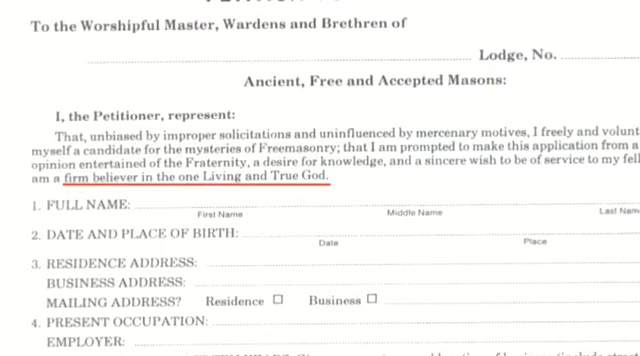 To the Worshipful Master, Wardens and Brethren of
Lodge, No.
Ancient, Free and Accepted Masons:
I, the Petitioner, represent:
That, unbiased by improper solicitations and uninfluenced by mercenary motives, I freely and volunt
myself a candidate for the mysteries of Freemasonry; that I am prompted to make this application from a
opinion entertained of the Fraternity, a desire for knowledge, and a sincere wish to be of service to my fel
am a firm believer in the one Living and True God.
1. FULL NAME:
First Name Middle Name Last Nam
2. DATE AND PLACE OF BIRTH:
Date Place
3. RESIDENCE ADDRESS:
BUSINESS ADDRESS:
MAILING ADDRESS? Residence ☐ Business ☐
4. PRESENT OCCUPATION:
EMPLOYER: